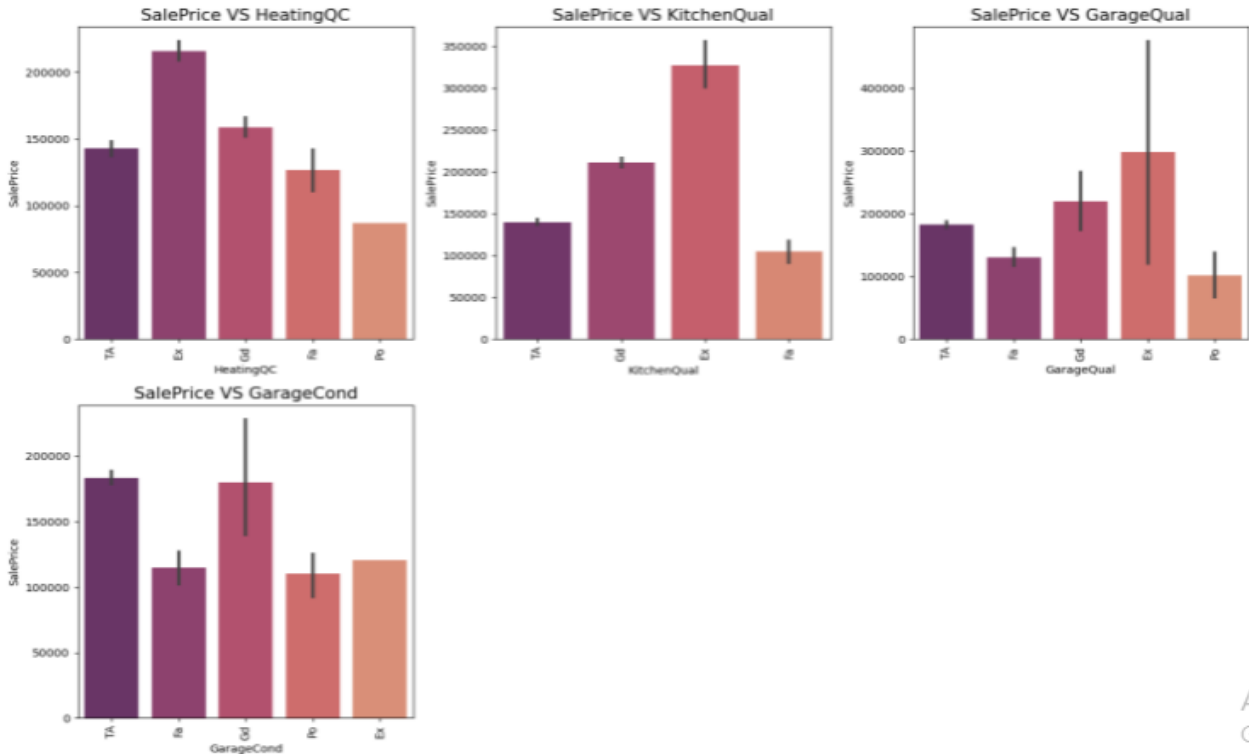 SalePrice VS HeatingQC
SalePrice
200000
150000
100000
50000
0
TA Ex Gd Fa Po
HeatingQC
SalePrice VS KitchenQual
SalePrice
350000
300000
250000
200000
150000
100000
50000
0
TA Gd Ex Fa
KitchenQual
SalePrice VS GarageQual
SalePrice
400000
300000
200000
100000
0
TA Fa Gd Ex Po
GarageQual
SalePrice VS GarageCond
SalePrice
200000
150000
100000
50000
0
TA Fa Gd Po Ex
GarageCond